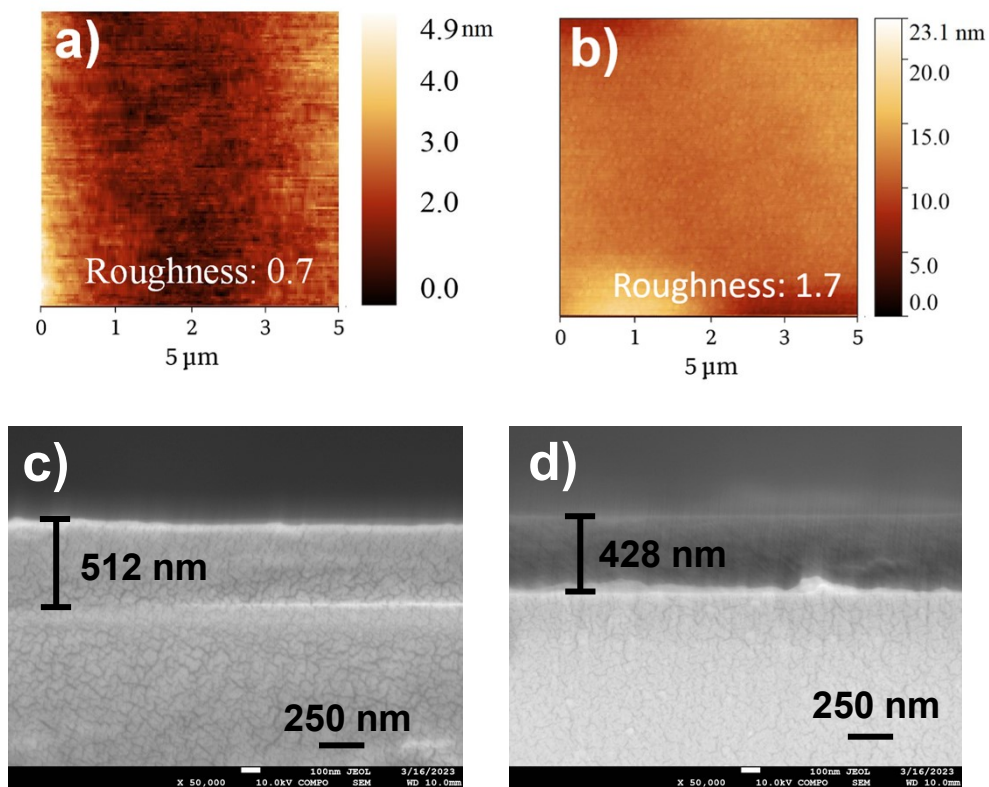 a)
4.9 nm
4.0
3.0
2.0
0.0
Roughness: 0.7
0 1 2 3 5
5 µm
b)
23.1 nm
20.0
15.0
10.0
5.0
0.0
Roughness: 1.7
0 1 2 3 5
5 µm
c)
512 nm
250 nm
100nm JEOL 3/16/2023
X 50,000 10.0kV COMPO SEM WD 10.0mm
d)
428 nm
250 nm
100nm JEOL 3/16/2023
X 50,000 10.0kV COMPO SEM WD 10.0mm